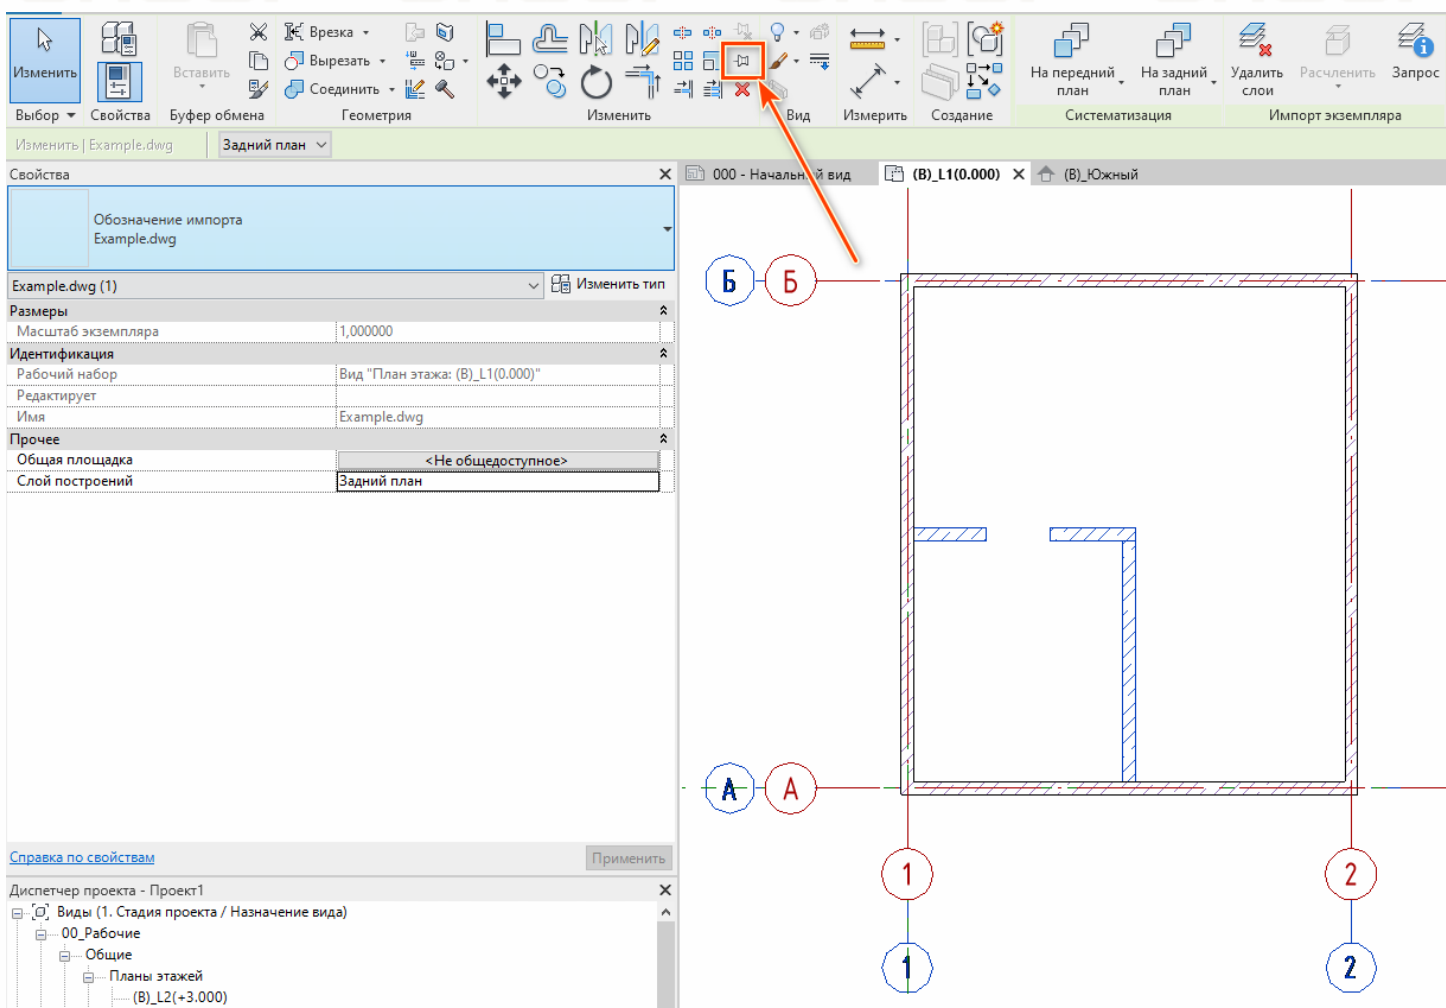 Изменить
Вставить
Врезка
Вырезать
Соединить
На передний план
На задний план
Удалить слои
Расчленить
Запрос
Выбор
Свойства
Буфер обмена
Геометрия
Изменить
Вид
Измерить
Создание
Систематизация
Импорт экземпляра
Изменить | Example.dwg
Задний план
Свойства
Обозначение импорта
Example.dwg
Example.dwg (1)
Изменить тип
Размеры
Масштаб экземпляра 1,000000
Идентификация
Рабочий набор Вид "План этажа: (В)_L1(0.000)"
Редактирует
Имя Example.dwg
Прочее
Общая площадка <Не общедоступное>
Слой построений Задний план
Справка по свойствам
Применить
Диспетчер проекта - Проект1
Виды (1. Стадия проекта / Назначение вида)
00_Рабочие
Общие
Планы этажей
(В)_L2(+3.000)
000 - Начальный вид
(В)_L1(0.000)
(В)_Южный
Б Б
А А
1 2
1 2